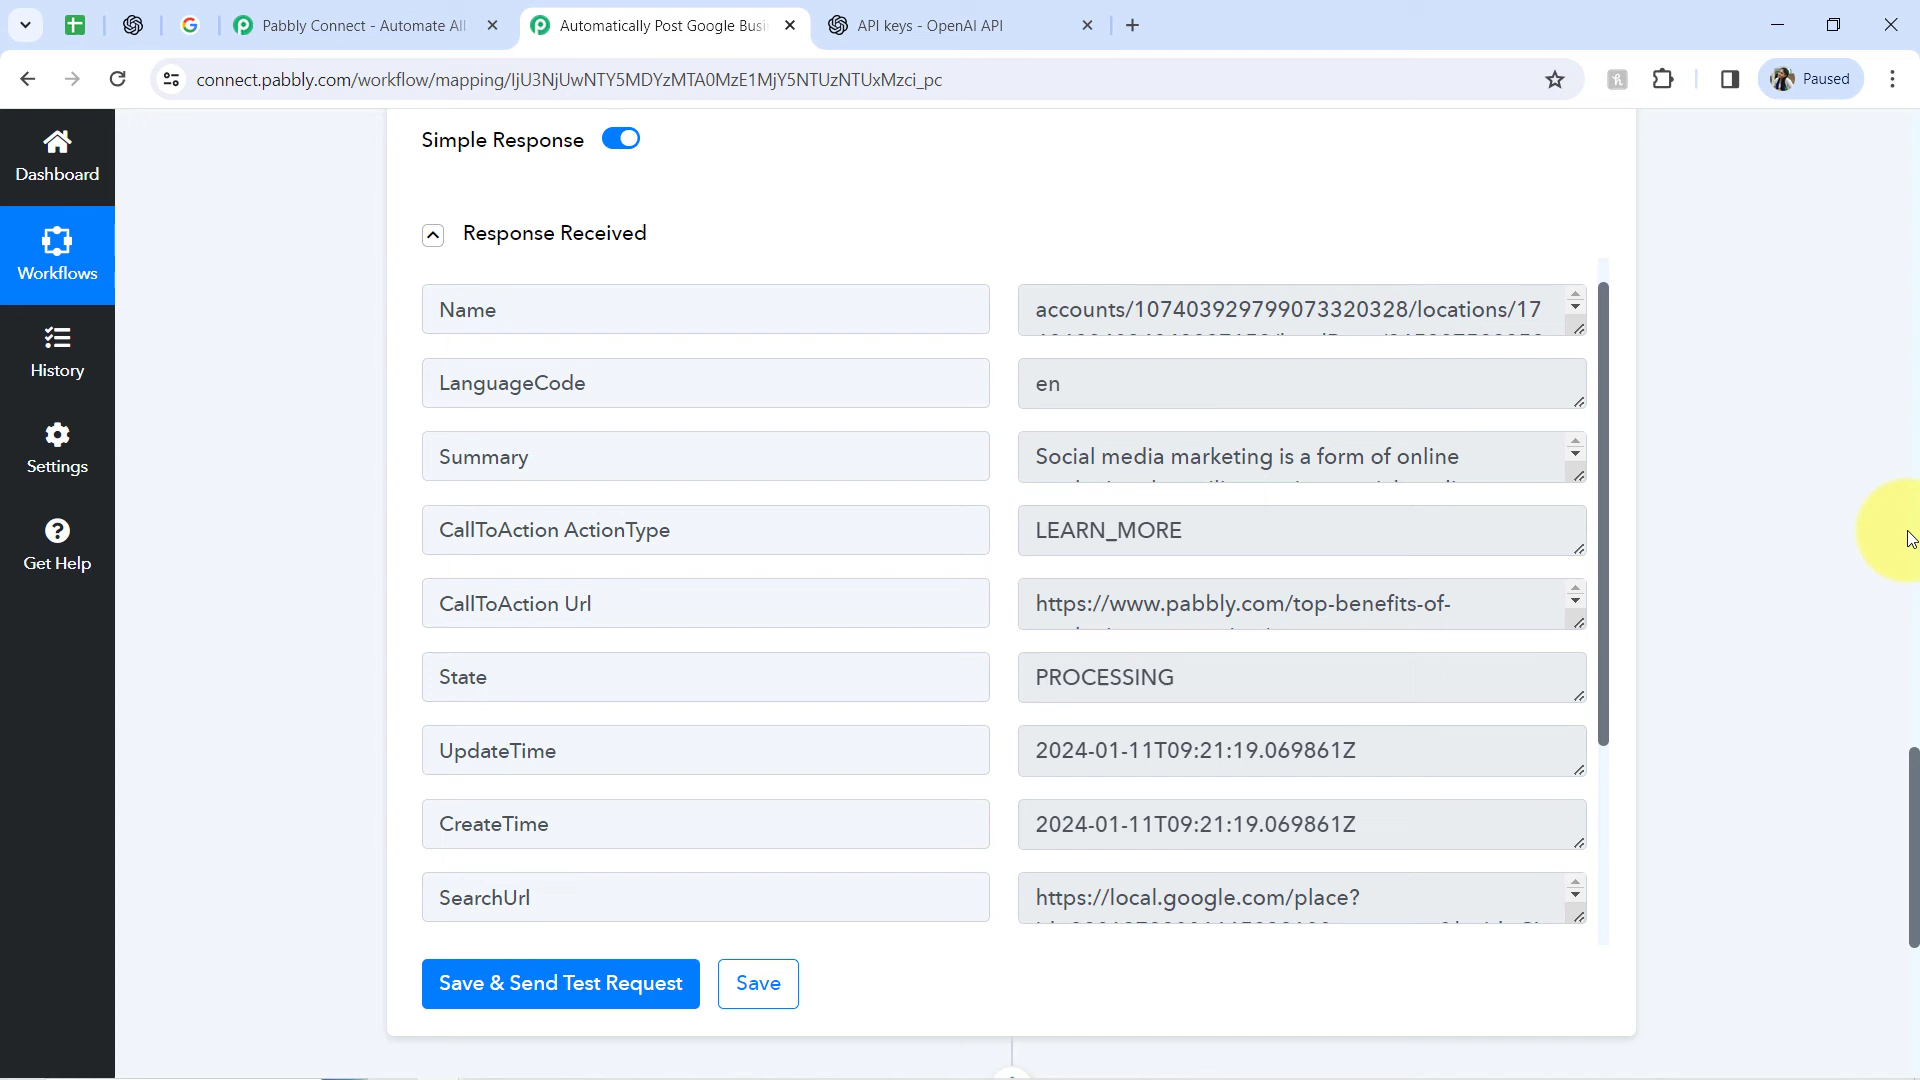 Pabbly Connect - Automate All
Automatically Post Google Busi
API keys - OpenAI API
connect.pabbly.com/workflow/mapping/IjU3NjUwNTY5MDYzMTA0MzE1MjY5NTUzNTUxMzci_pc
Paused
Dashboard
Workflows
History
Settings
Get Help
Simple Response
Response Received
Name
accounts/107403929799073320328/locations/17
LanguageCode
en
Summary
Social media marketing is a form of online
CallToAction ActionType
LEARN_MORE
CallToAction Url
https://www.pabbly.com/top-benefits-of-
State
PROCESSING
UpdateTime
2024-01-11T09:21:19.069861Z
CreateTime
2024-01-11T09:21:19.069861Z
SearchUrl
https://local.google.com/place?
Save & Send Test Request
Save